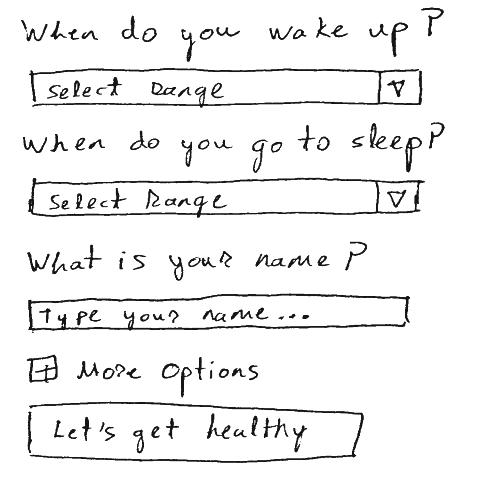 When do you wake up?
Select Range
When do you go to sleep?
Select Range
What is your name?
Type your name...
More Options
Let's get healthy